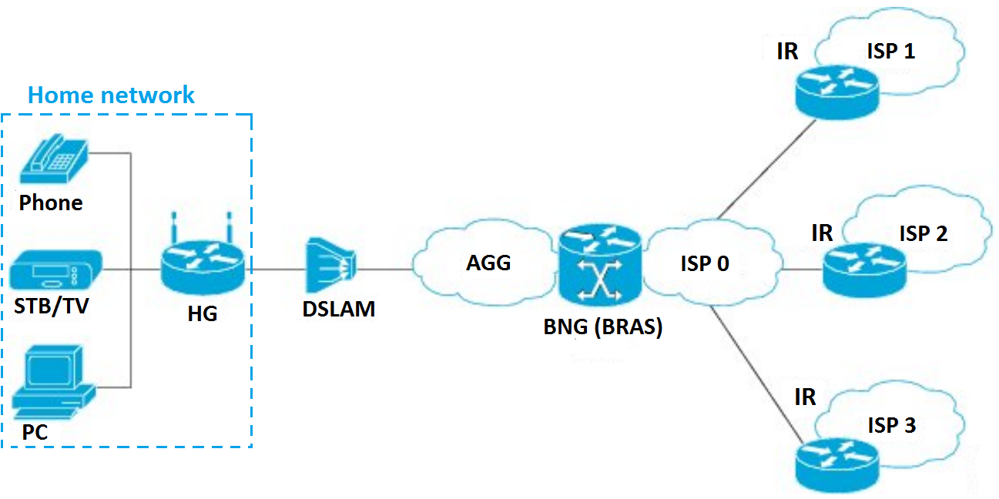 Home network
Phone
STB/TV
PC
HG
DSLAM
AGG
BNG (BRAS)
ISP 0
IR
ISP 1
IR
ISP 2
IR
ISP 3